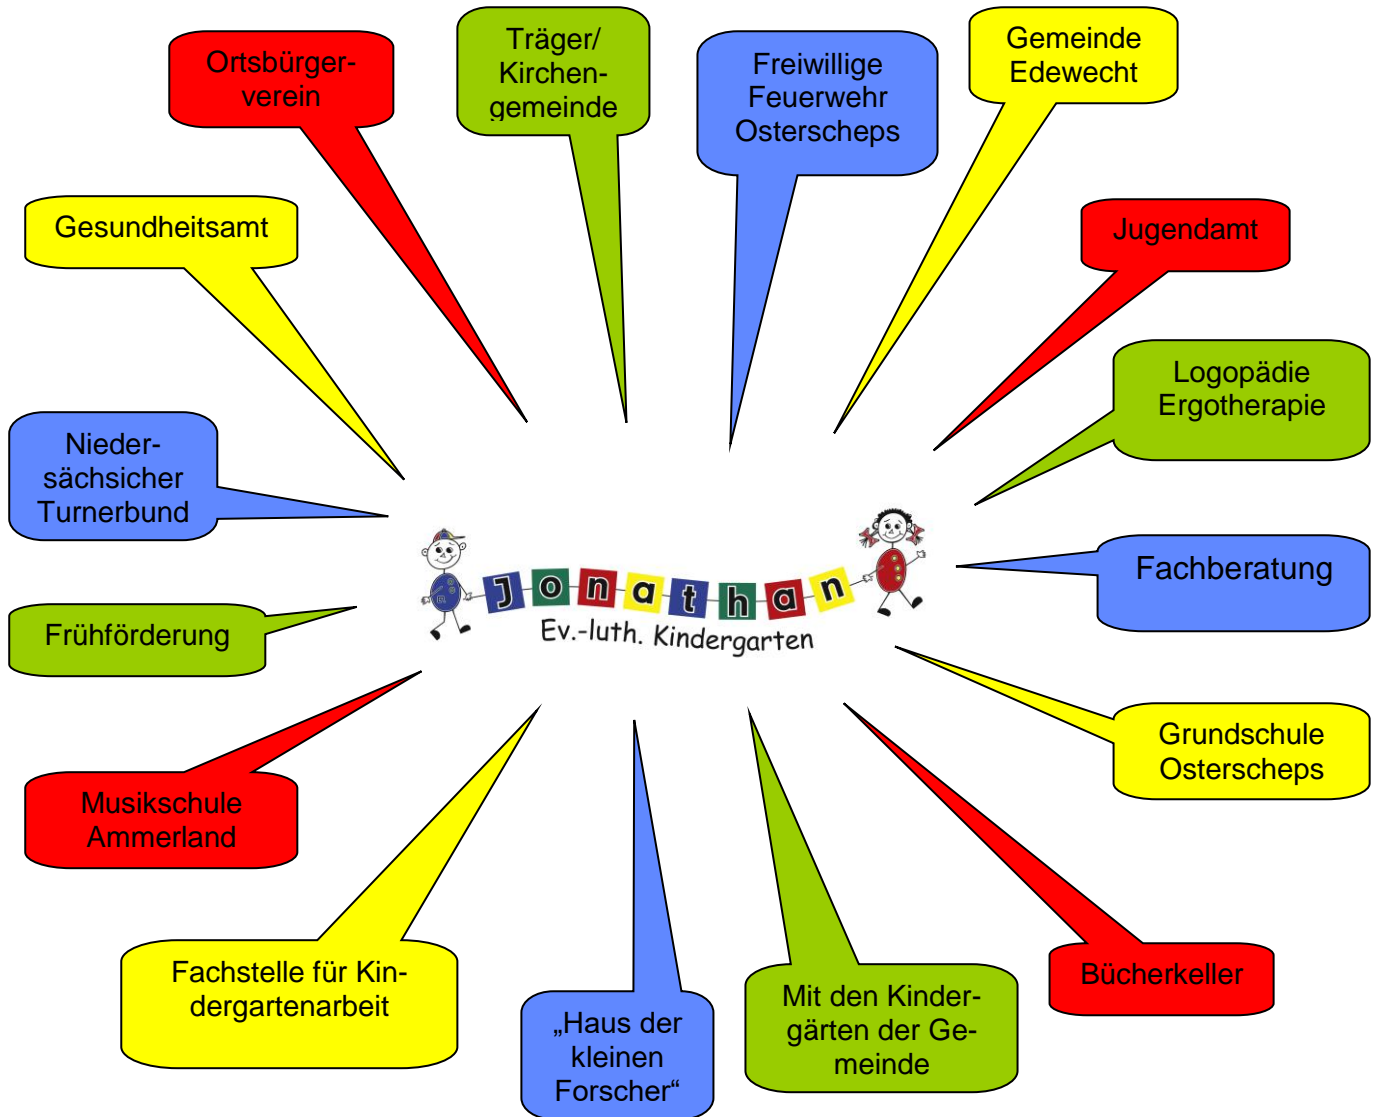 Ortsbürger-
verein
Träger/
Kirchen-
gemeinde
Freiwillige
Feuerwehr
Osterscheps
Gemeinde
Edewecht
Gesundheitsamt
Jugendamt
Logopädie
Ergotherapie
Nieder-
sächsicher
Turnerbund
Fachberatung
Jonathan
Ev.-luth. Kindergarten
Frühförderung
Grundschule
Osterscheps
Musikschule
Ammerland
Fachstelle für Kin-
dergartenarbeit
„Haus der
kleinen
Forscher“
Mit den Kinder-
gärten der Ge-
meinde
Bücherkeller